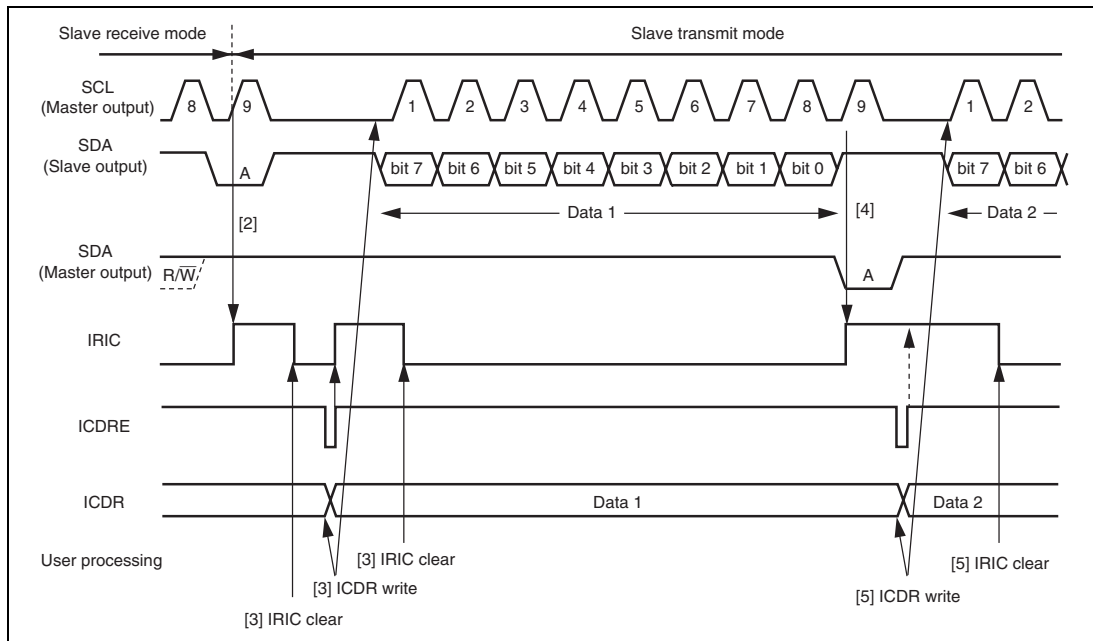 Slave receive mode Slave transmit mode
SCL
(Master output)
8 9 1 2 3 4 5 6 7 8 9 1 2
SDA
(Slave output)
A bit 7 bit 6 bit 5 bit 4 bit 3 bit 2 bit 1 bit 0 bit 7 bit 6
[2] Data 1 [4] Data 2
SDA
(Master output)
R/W̅ A
IRIC
ICDRE
ICDR Data 1 Data 2
User processing
[3] IRIC clear [5] IRIC clear
[3] ICDR write [5] ICDR write
[3] IRIC clear